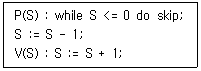 P(S) : while S <= 0 do skip;
S := S - 1;
V(S) : S := S + 1;